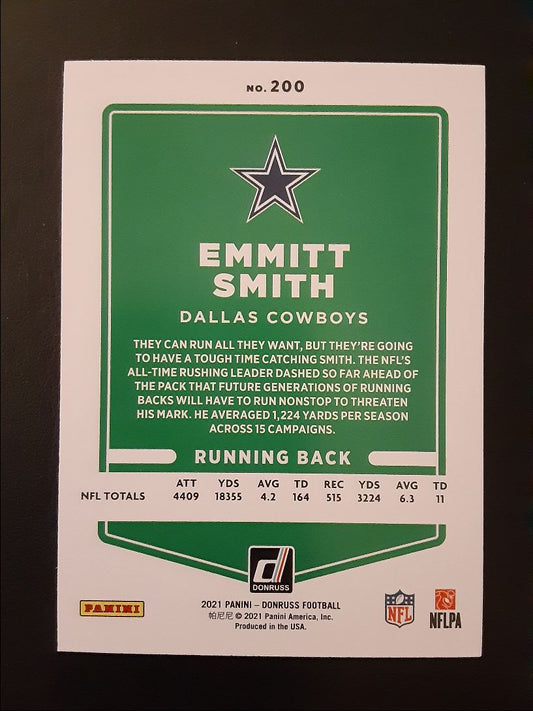 NO. 200
EMMITT
SMITH
DALLAS COWBOYS
THEY CAN RUN ALL THEY WANT, BUT THEY'RE GOING
TO HAVE A TOUGH TIME CATCHING SMITH. THE NFL'S
ALL-TIME RUSHING LEADER DASHED SO FAR AHEAD OF
THE PACK THAT FUTURE GENERATIONS OF RUNNING
BACKS WILL HAVE TO RUN NONSTOP TO THREATEN
HIS MARK. HE AVERAGED 1,224 YARDS PER SEASON
ACROSS 15 CAMPAIGNS.
RUNNING BACK
ATT YDS AVG TD REC YDS AVG TD
NFL TOTALS 4409 18355 4.2 164 515 3224 6.3 11
d
DONRUSS
PANINI
2021 PANINI – DONRUSS FOOTBALL
帕尼尼 © 2021 Panini America, Inc.
Produced in the USA.
NFL
NFLPA